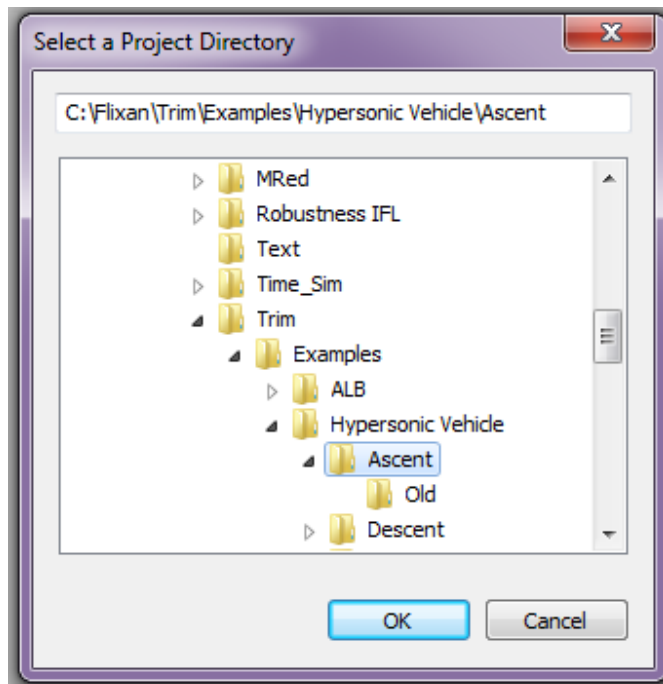 Select a Project Directory
C:\Flixan\Trim\Examples\Hypersonic Vehicle\Ascent
MRed
Robustness IFL
Text
Time_Sim
Trim
Examples
ALB
Hypersonic Vehicle
Ascent
Old
Descent
OK Cancel